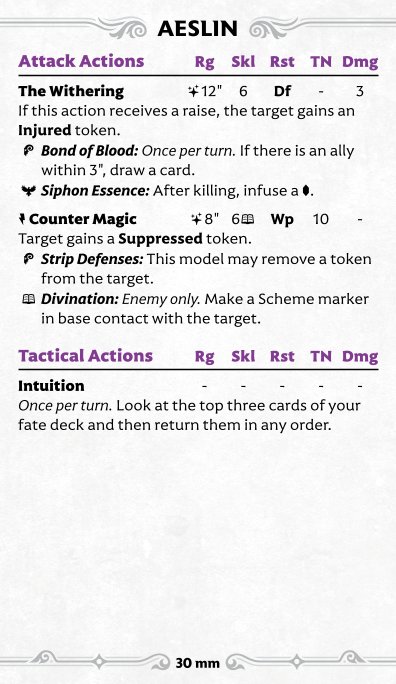 AESLIN
Attack Actions Rg Skl Rst TN Dmg
The Withering 12" 6 Df - 3
If this action receives a raise, the target gains an
Injured token.
Bond of Blood: Once per turn. If there is an ally
within 3", draw a card.
Siphon Essence: After killing, infuse a .
Counter Magic 8" 6 Wp 10 -
Target gains a Suppressed token.
Strip Defenses: This model may remove a token
from the target.
Divination: Enemy only. Make a Scheme marker
in base contact with the target.
Tactical Actions Rg Skl Rst TN Dmg
Intuition - - - - -
Once per turn. Look at the top three cards of your
fate deck and then return them in any order.
30 mm